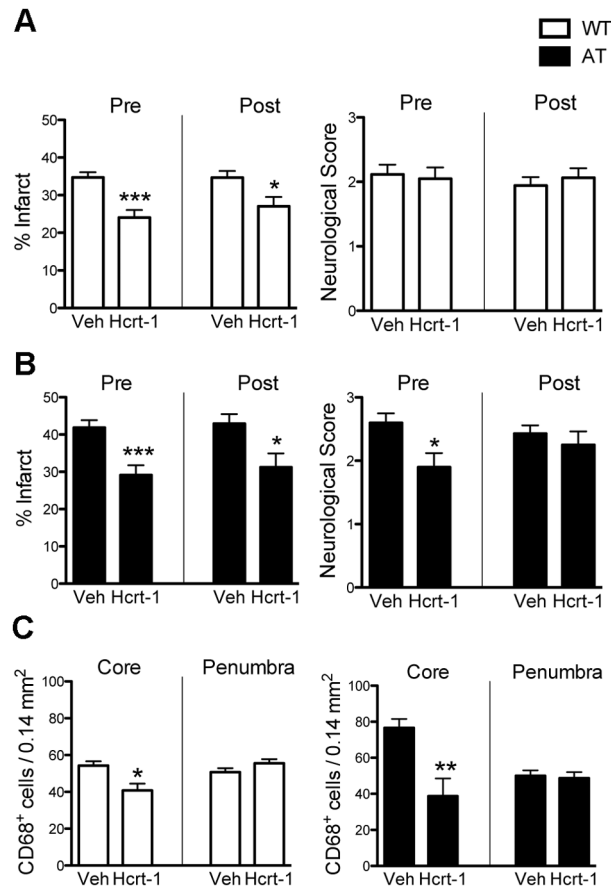 A
WT
AT
Pre Post
% Infarct
50
40
30
20
10
0
*** *
Veh Hcrt-1 Veh Hcrt-1
Pre Post
Neurological Score
3
2
1
0
Veh Hcrt-1 Veh Hcrt-1
B
Pre Post
% Infarct
50
40
30
20
10
0
*** *
Veh Hcrt-1 Veh Hcrt-1
Pre Post
Neurological Score
3
2
1
0
*
Veh Hcrt-1 Veh Hcrt-1
C
Core Penumbra
CD68+ cells / 0.14 mm2
100
80
60
40
20
0
*
Veh Hcrt-1 Veh Hcrt-1
Core Penumbra
CD68+ cells / 0.14 mm2
100
80
60
40
20
0
**
Veh Hcrt-1 Veh Hcrt-1